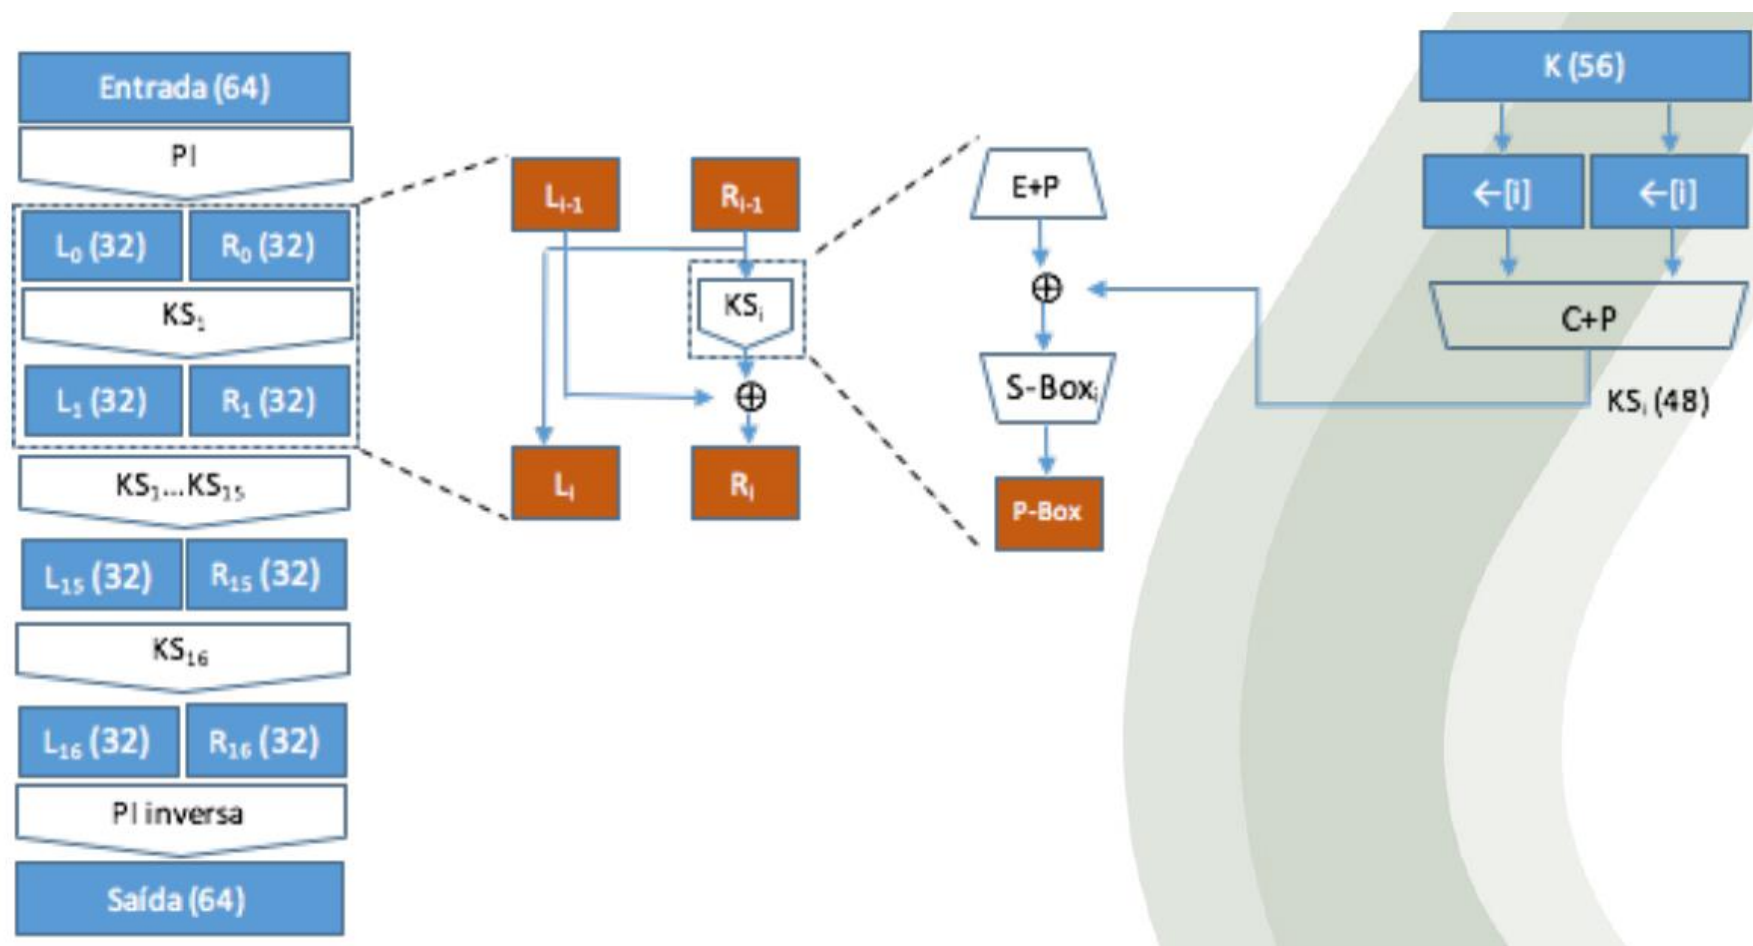 Entrada (64)
PI
L₀ (32) R₀ (32)
KS₁
L₁ (32) R₁ (32)
KS₁...KS₁₅
L₁₅ (32) R₁₅ (32)
KS₁₆
L₁₆ (32) R₁₆ (32)
PI inversa
Saída (64)
Lᵢ₋₁ Rᵢ₋₁
KSᵢ
⊕
Lᵢ Rᵢ
E+P
⊕
S-Boxᵢ
P-Box
K (56)
←[i] ←[i]
C+P
KSᵢ (48)